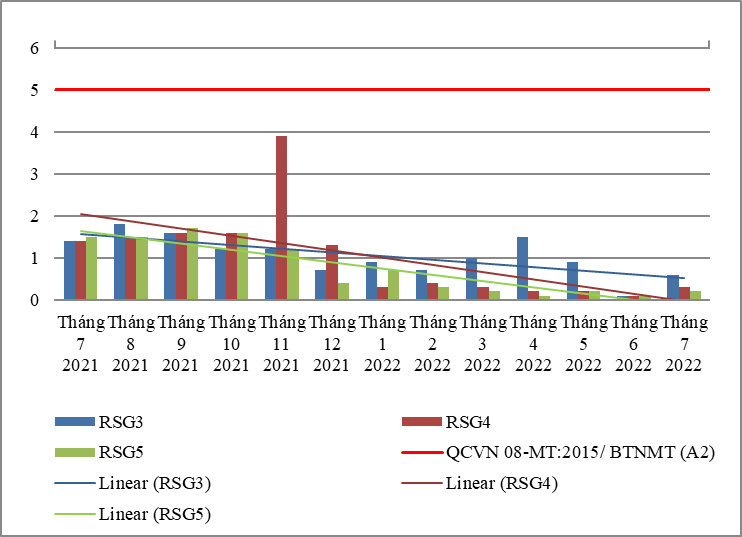 6
5
4
3
2
1
0
Tháng Tháng Tháng Tháng Tháng Tháng Tháng Tháng Tháng Tháng Tháng Tháng Tháng
7 8 9 10 11 12 1 2 3 4 5 6 7
2021 2021 2021 2021 2021 2021 2022 2022 2022 2022 2022 2022 2022
RSG3 RSG4
RSG5 QCVN 08-MT:2015/ BTNMT (A2)
Linear (RSG3) Linear (RSG4)
Linear (RSG5)